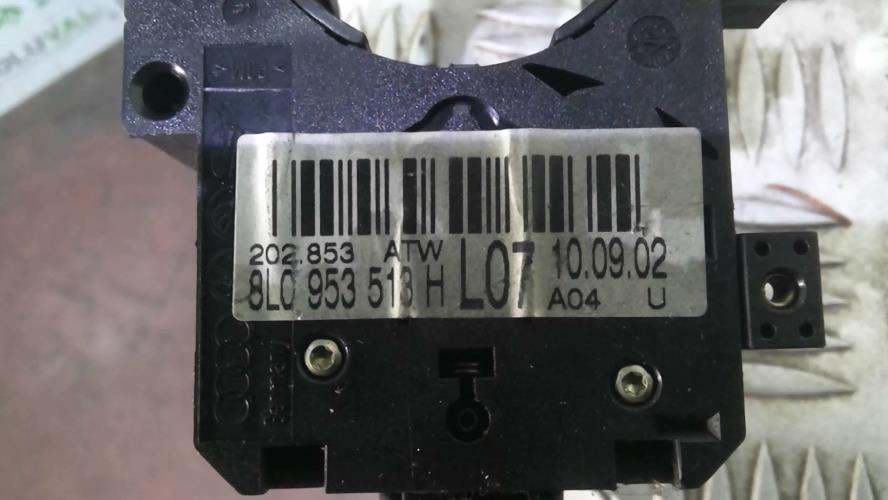 202.853 ATW L07 10.09.02
8L0 953 513 H A04 U